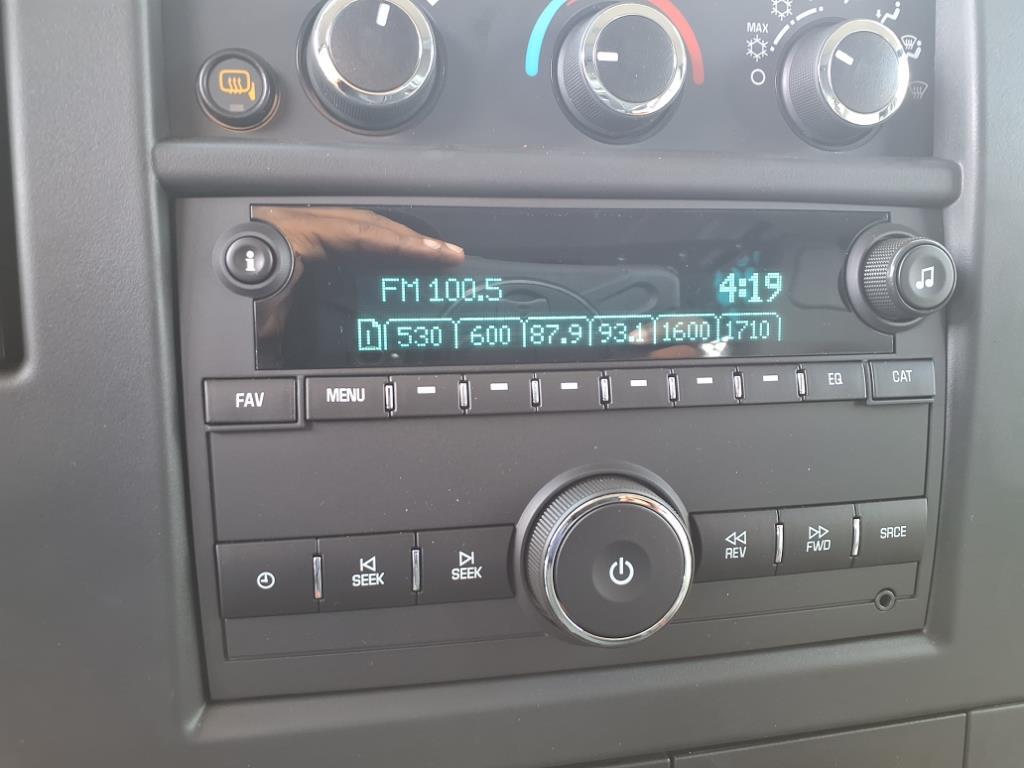 MAX
i
FM 100.5 4:19
1 530 600 87.9 93.1 1600 1710
FAV MENU EQ CAT
SEEK SEEK REV FWD SRCE